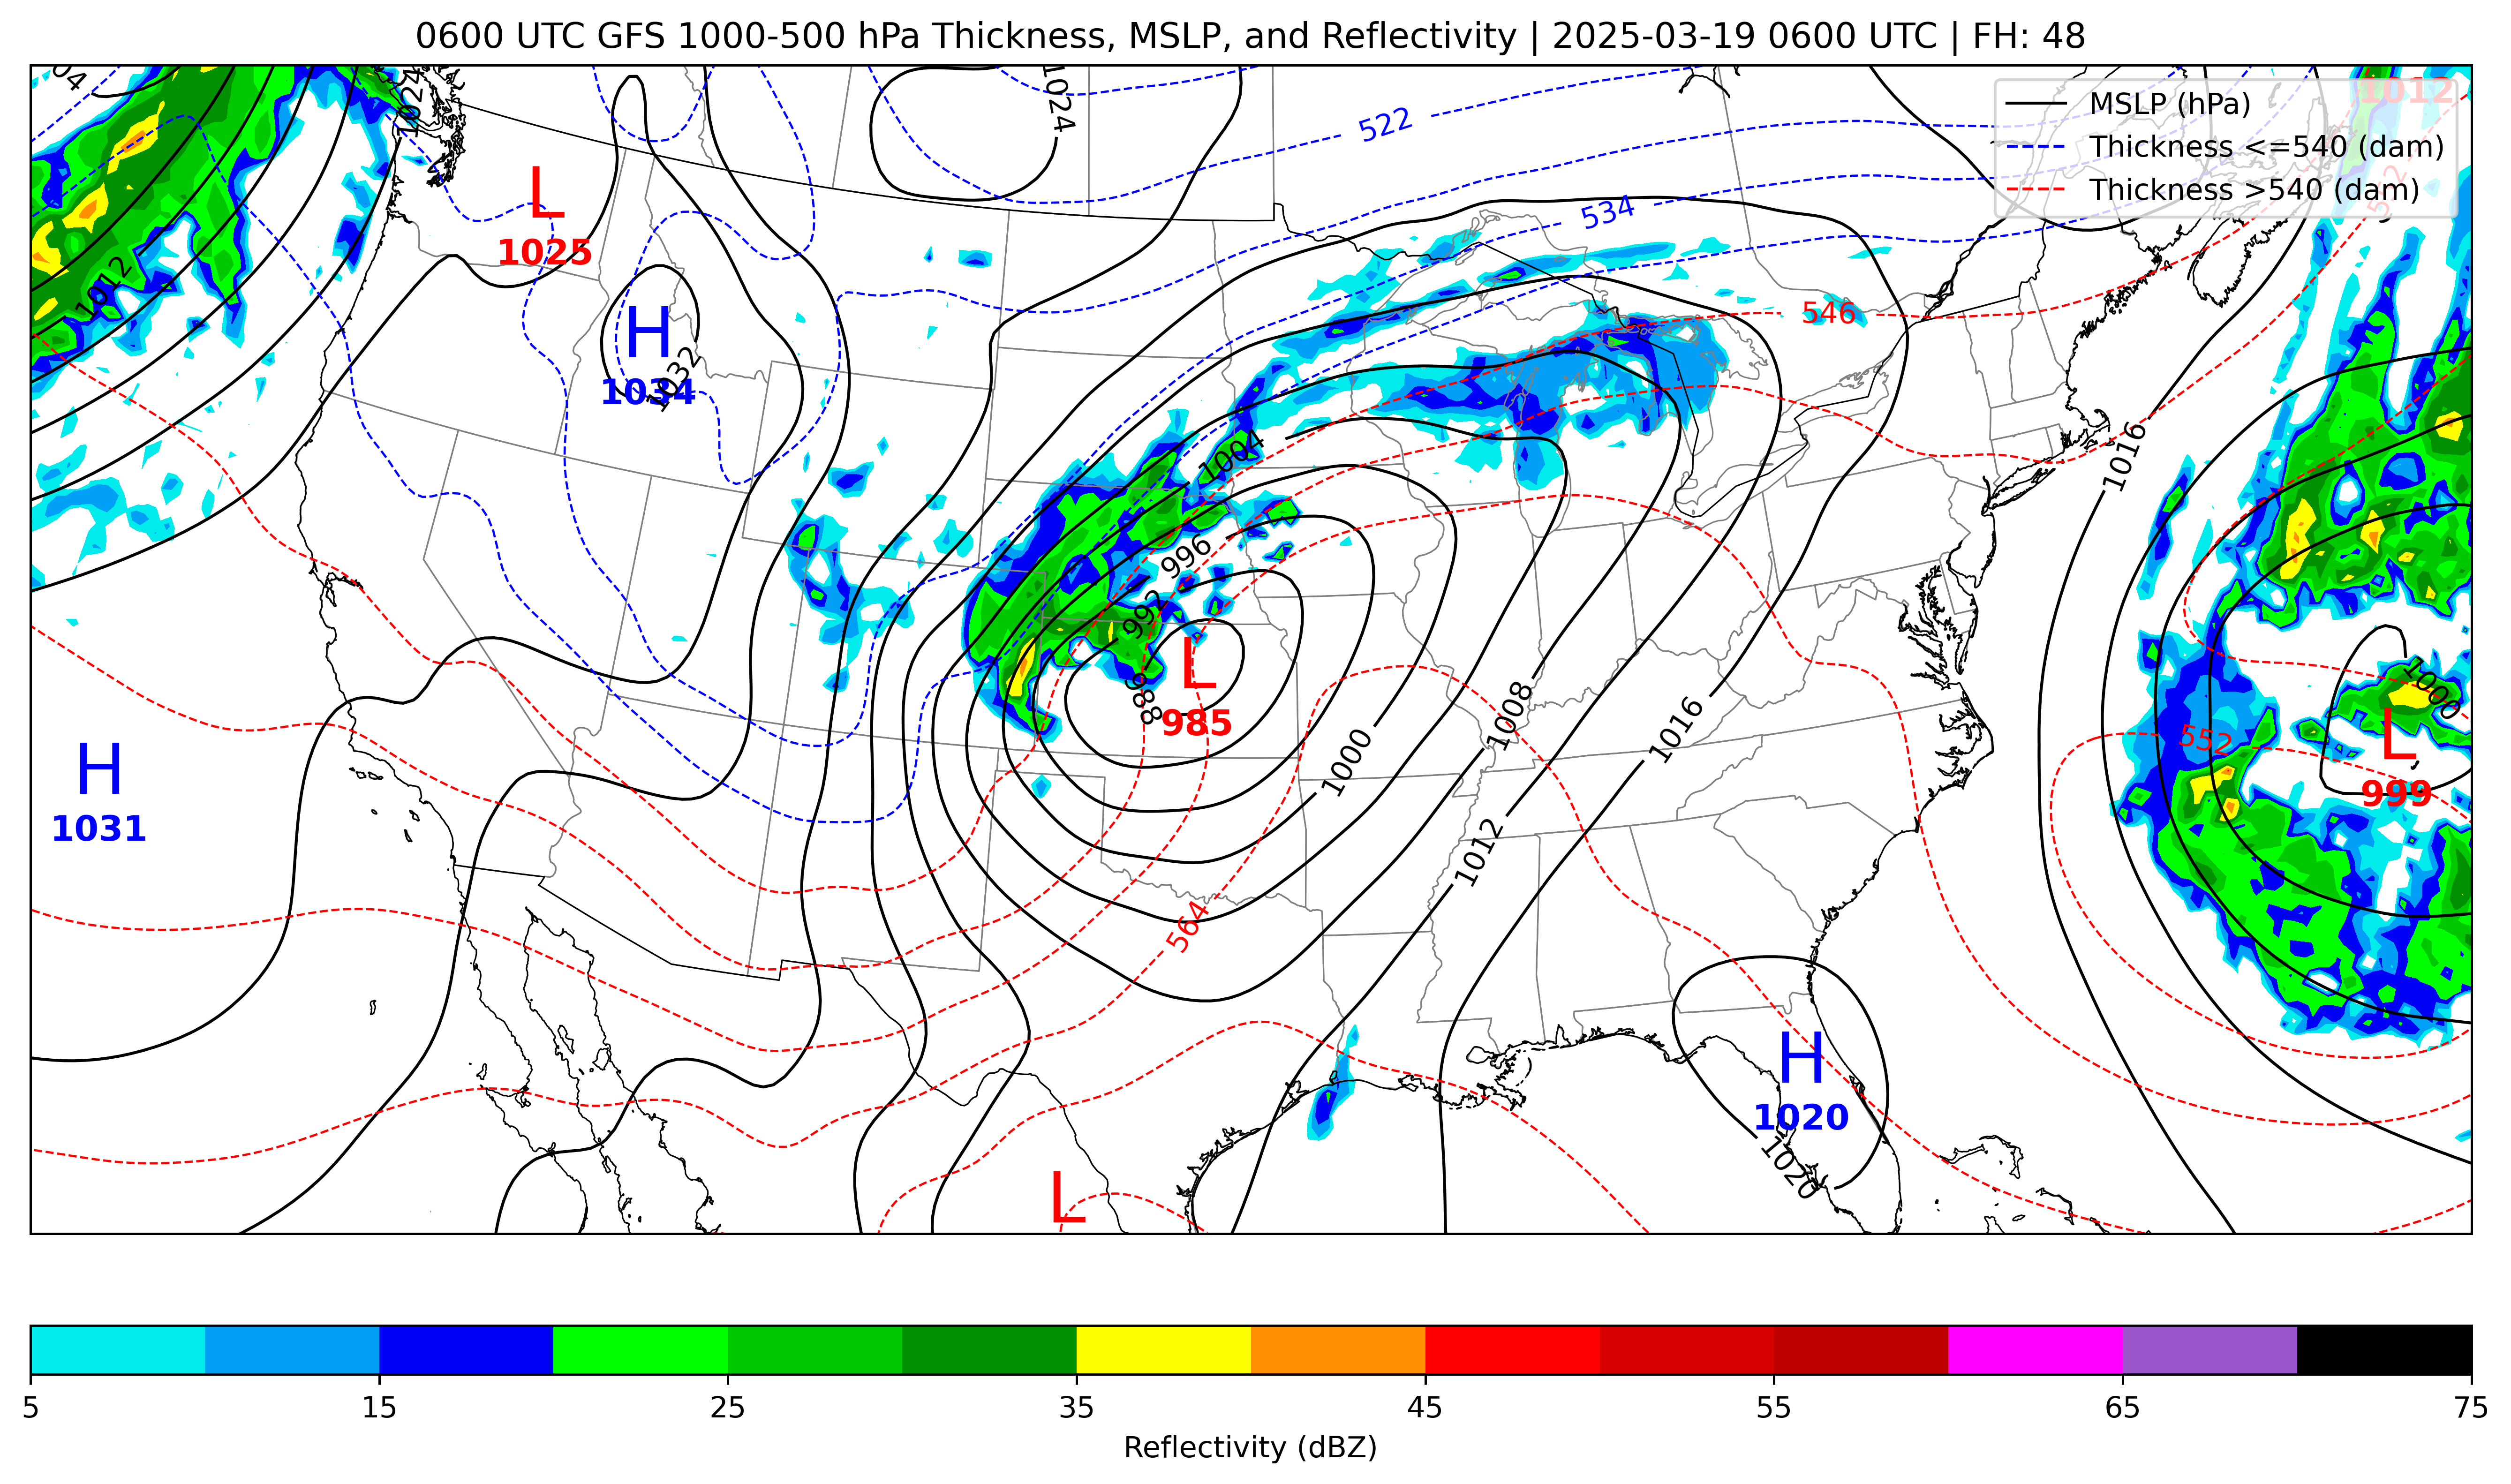 0600 UTC GFS 1000-500 hPa Thickness, MSLP, and Reflectivity | 2025-03-19 0600 UTC | FH: 48
MSLP (hPa)
Thickness <=540 (dam)
Thickness >540 (dam)
1012
1024
1024
522
534
L
1025
1012
546
H
1034
1032
1004
1016
996
992
988
L
985
1000
1008
1016
1012
552
1000
L
999
H
1031
564
H
1020
1020
L
5
15
25
35
45
55
65
75
Reflectivity (dBZ)